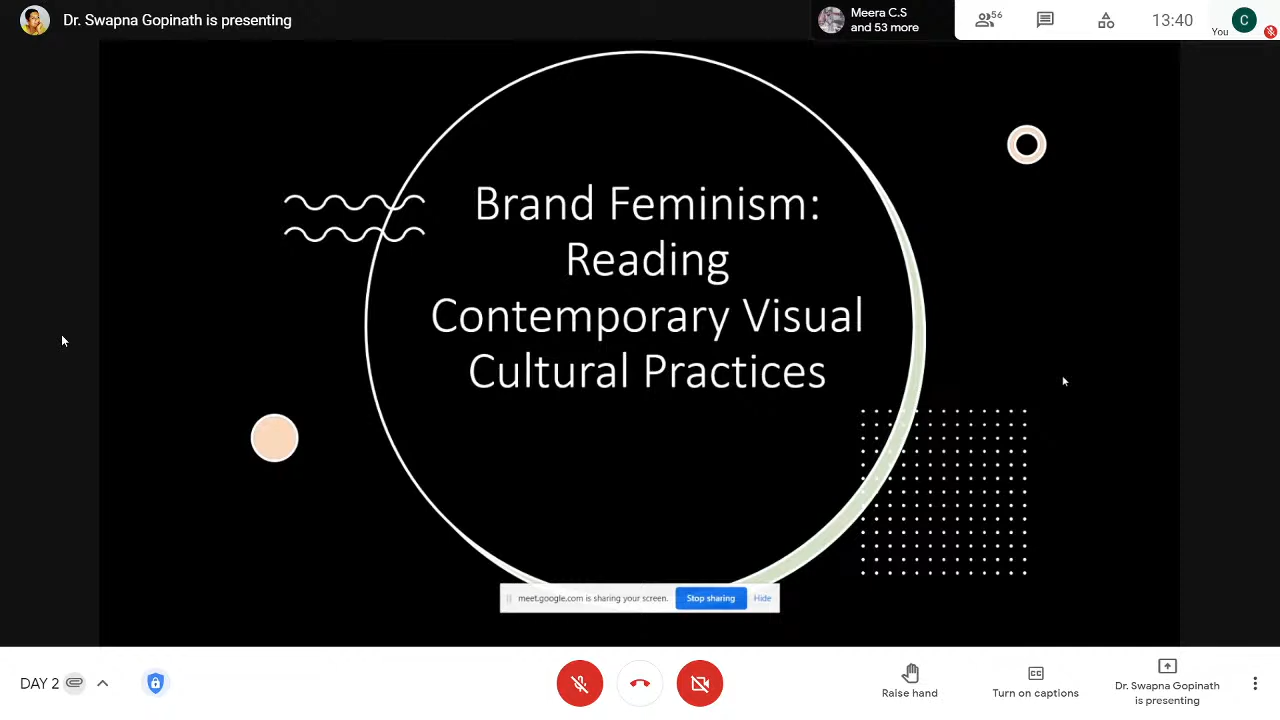 Dr. Swapna Gopinath is presenting
Meera C.S
and 53 more
56
13:40
You
C
Brand Feminism:
Reading
Contemporary Visual
Cultural Practices
meet.google.com is sharing your screen.
Stop sharing
Hide
DAY 2
Raise hand
CC
Turn on captions
Dr. Swapna Gopinath
is presenting